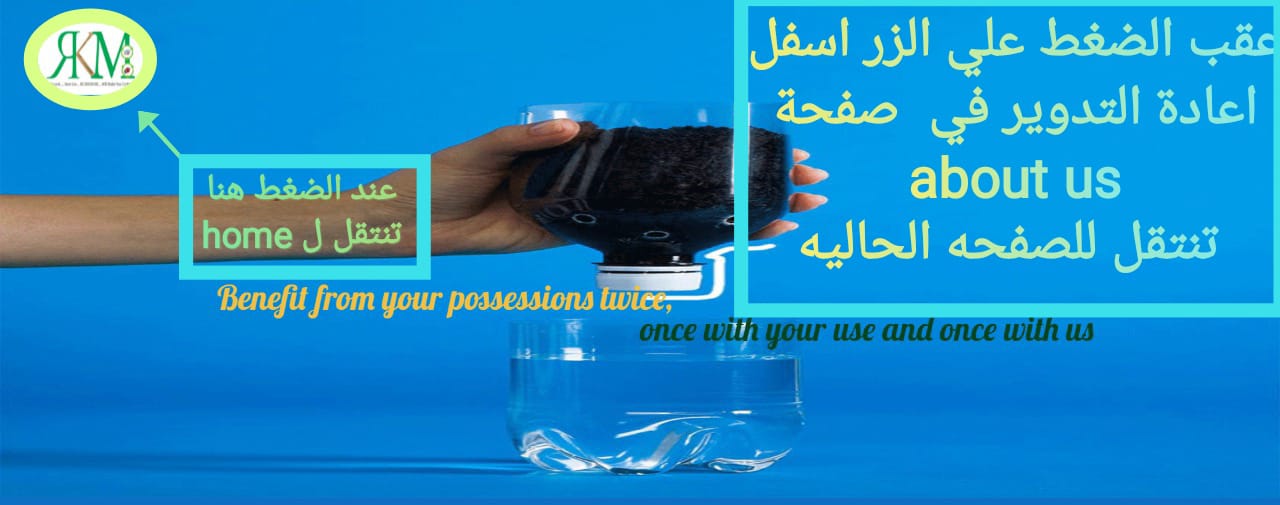 RKM
عقب الضغط علي الزر اسفل
اعادة التدوير في صفحة
about us
تنتقل للصفحه الحاليه
عند الضغط هنا
تنتقل ل home
Benefit from your possessions twice,
once with your use and once with us